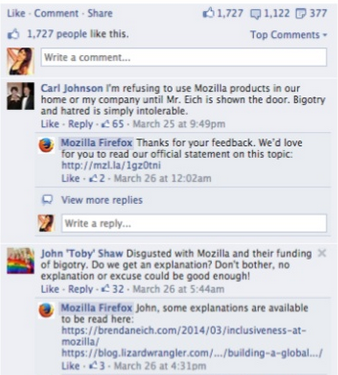 Like · Comment · Share 1,727 1,122 377
1,727 people like this. Top Comments
Write a comment...
Carl Johnson I'm refusing to use Mozilla products in our
home or my company until Mr. Eich is shown the door. Bigotry
and hatred is simply intolerable.
Like · Reply · 65 · March 25 at 9:49pm
Mozilla Firefox Thanks for your feedback. We'd love
for you to read our official statement on this topic:
http://mzl.la/1gz0tni
Like · 2 · March 26 at 12:02am
View more replies
Write a reply...
John 'Toby' Shaw Disgusted with Mozilla and their funding
of bigotry. Do we get an explanation? Don't bother, no
explanation or excuse could be good enough!
Like · Reply · 32 · March 26 at 5:44am
Mozilla Firefox John, some explanations are available
to be read here:
https://brendaneich.com/2014/03/inclusiveness-at-
mozilla/
https://blog.lizardwrangler.com/.../building-a-global.../
Like · 3 · March 26 at 4:31pm